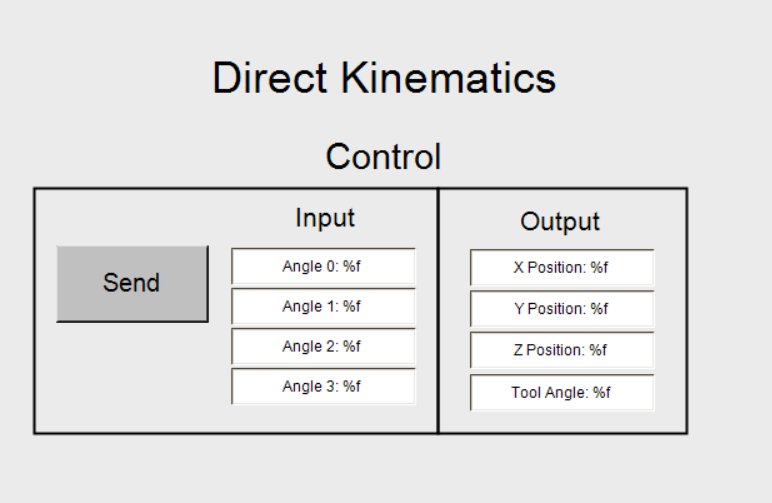 Direct Kinematics
Control
Input
Send
Angle 0: %f
Angle 1: %f
Angle 2: %f
Angle 3: %f
Output
X Position: %f
Y Position: %f
Z Position: %f
Tool Angle: %f